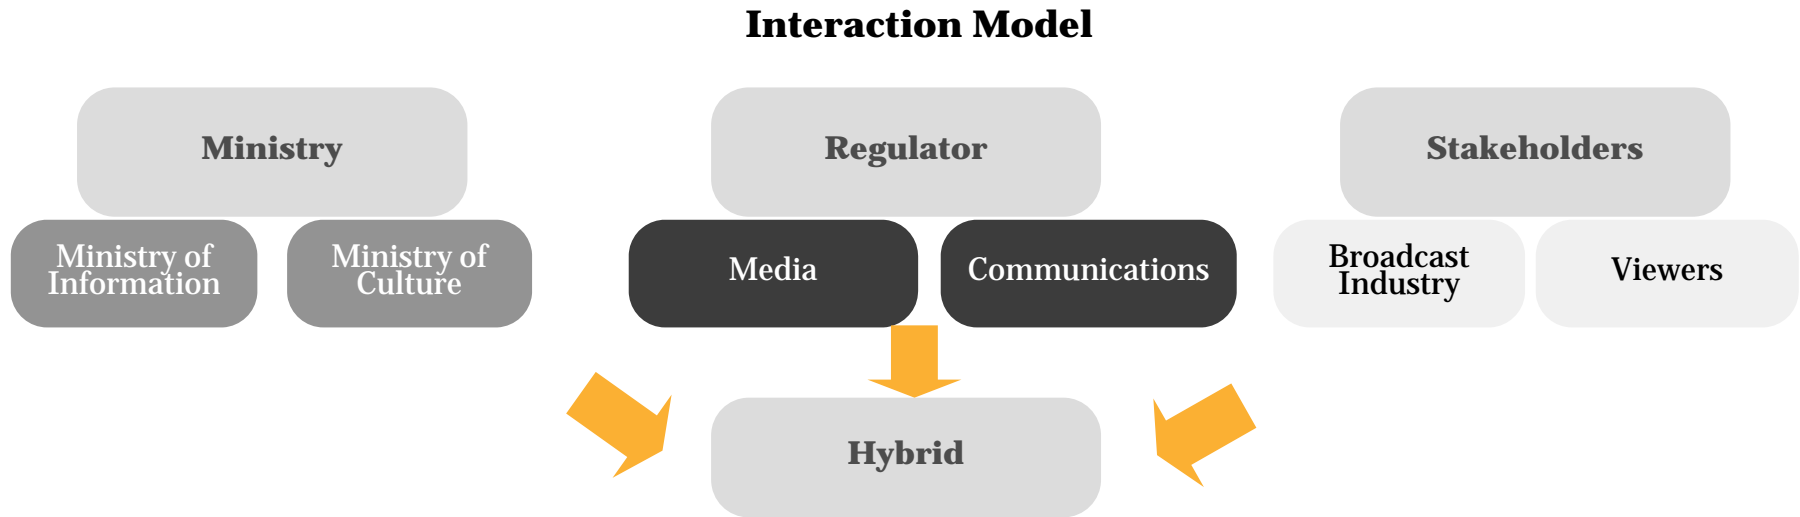 Interaction Model
Ministry
Regulator
Stakeholders
Ministry of
Information
Ministry of
Culture
Media
Communications
Broadcast
Industry
Viewers
Hybrid